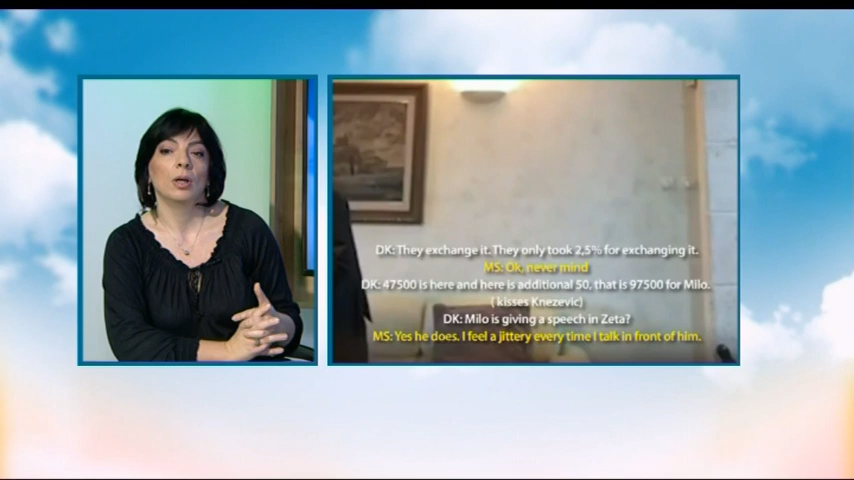 DK: They exchange it. They only took 2,5% for exchanging it.
MS: Ok, never mind
DK: 47500 is here and here is additional 50, that is 97500 for Milo.
( kisses Knezevic)
DK: Milo is giving a speech in Zeta?
MS: Yes he does. I feel a jittery every time I talk in front of him.